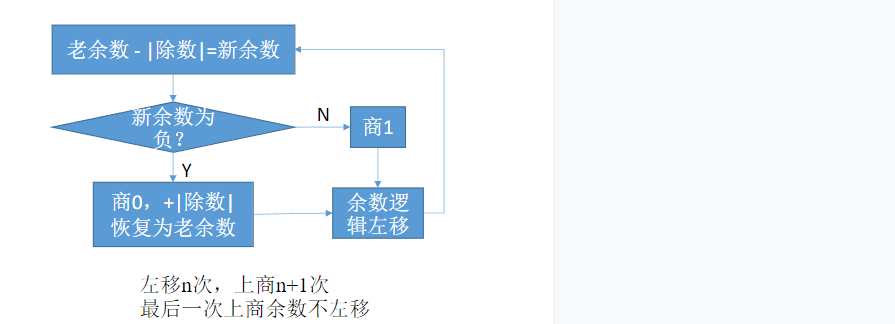 老余数 - |除数|=新余数
新余数为
负？
N
商1
Y
商0，+|除数|
恢复为老余数
余数逻
辑左移
左移n次，上商n+1次
最后一次上商余数不左移